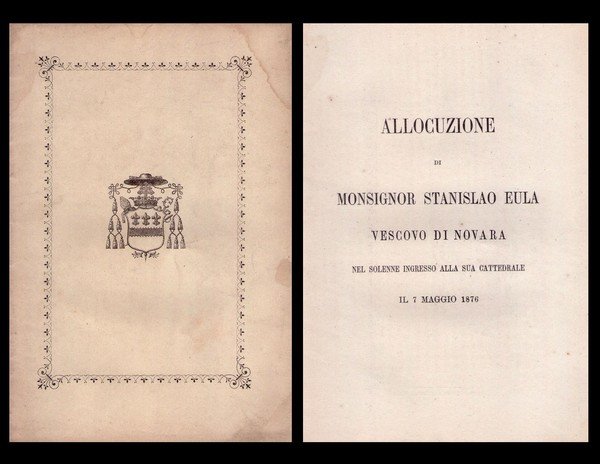 ALLOCUZIONE
DI
MONSIGNOR STANISLAO EULA
VESCOVO DI NOVARA
NEL SOLENNE INGRESSO ALLA SUA CATTEDRALE
IL 7 MAGGIO 1876